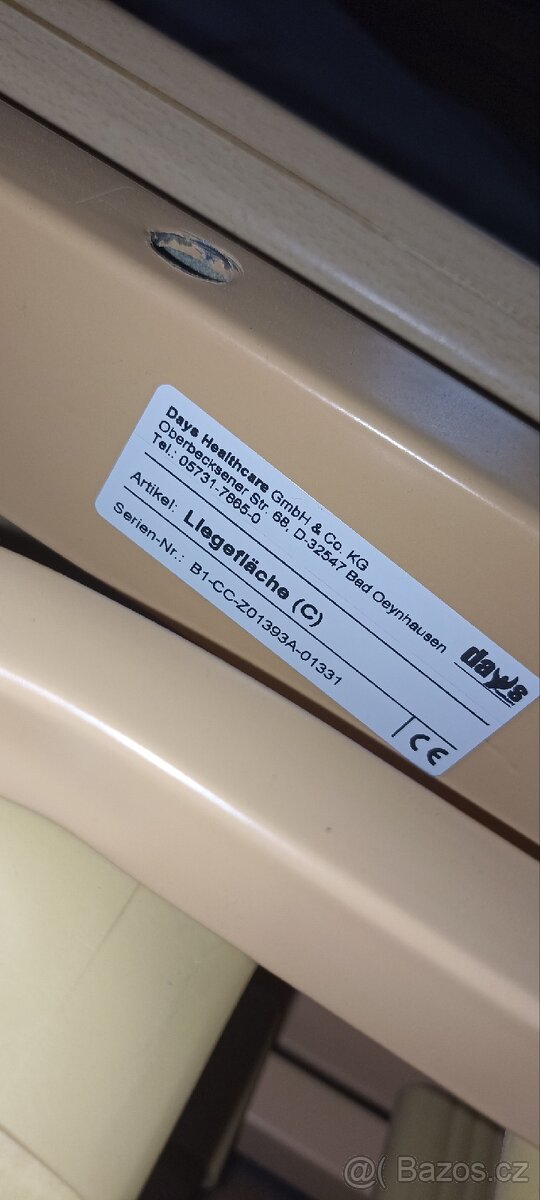 Days Healthcare GmbH & Co. KG
Oberbecksener Str. 68, D-32547 Bad Oeynhausen
Tel.: 05731-7865-0
Artikel: Liegefläche (C)
Serien-Nr.: B1-CC-Z01393A-01331
days
CE
@( Bazos.cz